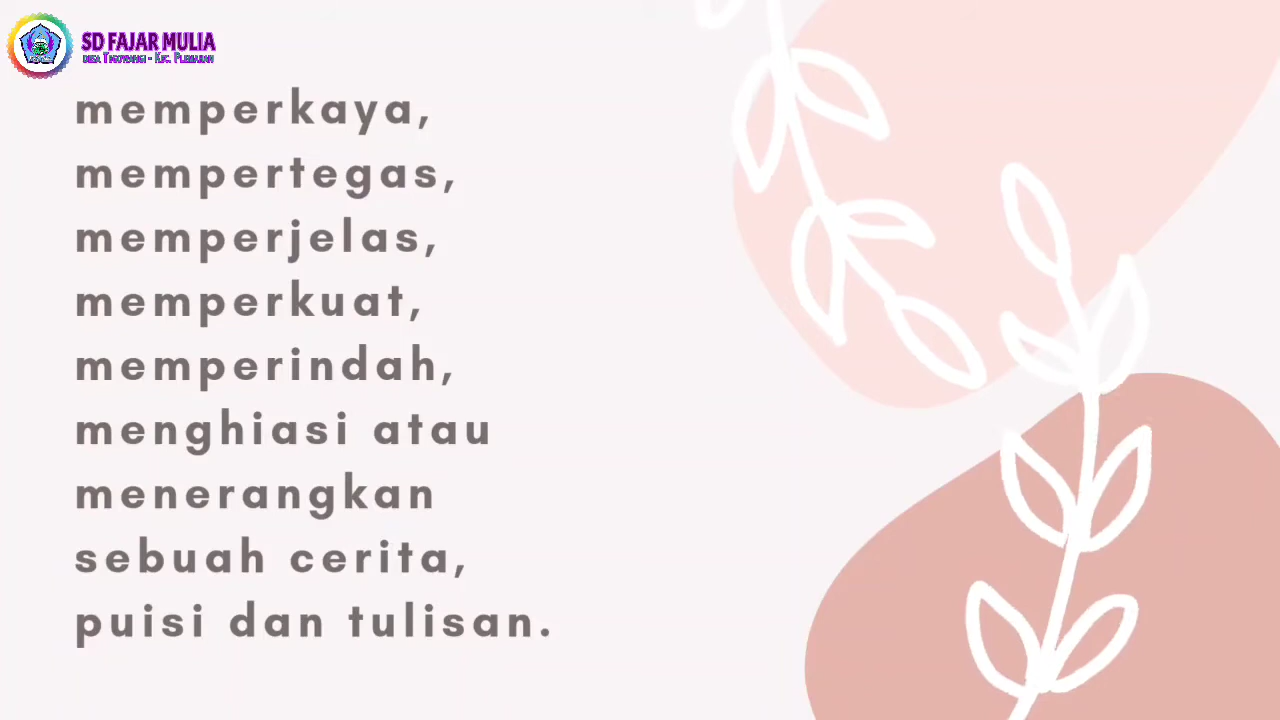 SD FAJAR MULIA
memperkaya,
mempertegas,
memperjelas,
memperkuat,
memperindah,
menghiasi atau
menerangkan
sebuah cerita,
puisi dan tulisan.